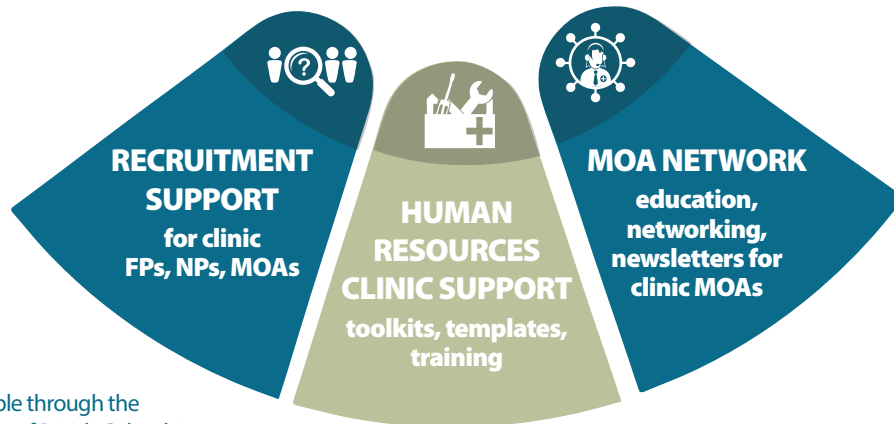 ?
RECRUITMENT
SUPPORT
for clinic
FPs, NPs, MOAs
HUMAN
RESOURCES
CLINIC SUPPORT
toolkits, templates,
training
MOA NETWORK
education,
networking,
newsletters for
clinic MOAs
through the